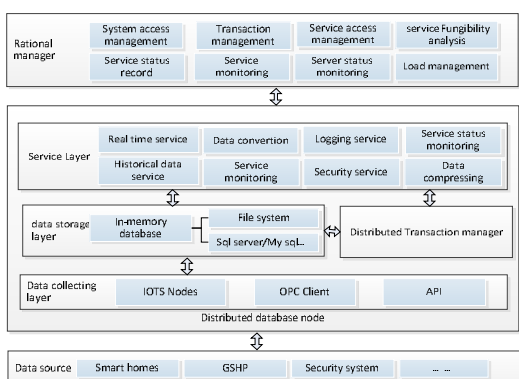 Rational manager
System access management
Transaction management
Service access management
service Fungibility analysis
Service status record
Service monitoring
Server status monitoring
Load management
Service Layer
Real time service
Data convertion
Logging service
Service status monitoring
Historical data service
Service monitoring
Security service
Data compressing
data storage layer
In-memory database
File system
Sql server/My sql...
Distributed Transaction manager
Data collecting layer
IOTS Nodes
OPC Client
API
Distributed database node
Data source
Smart homes
GSHP
Security system
... ...